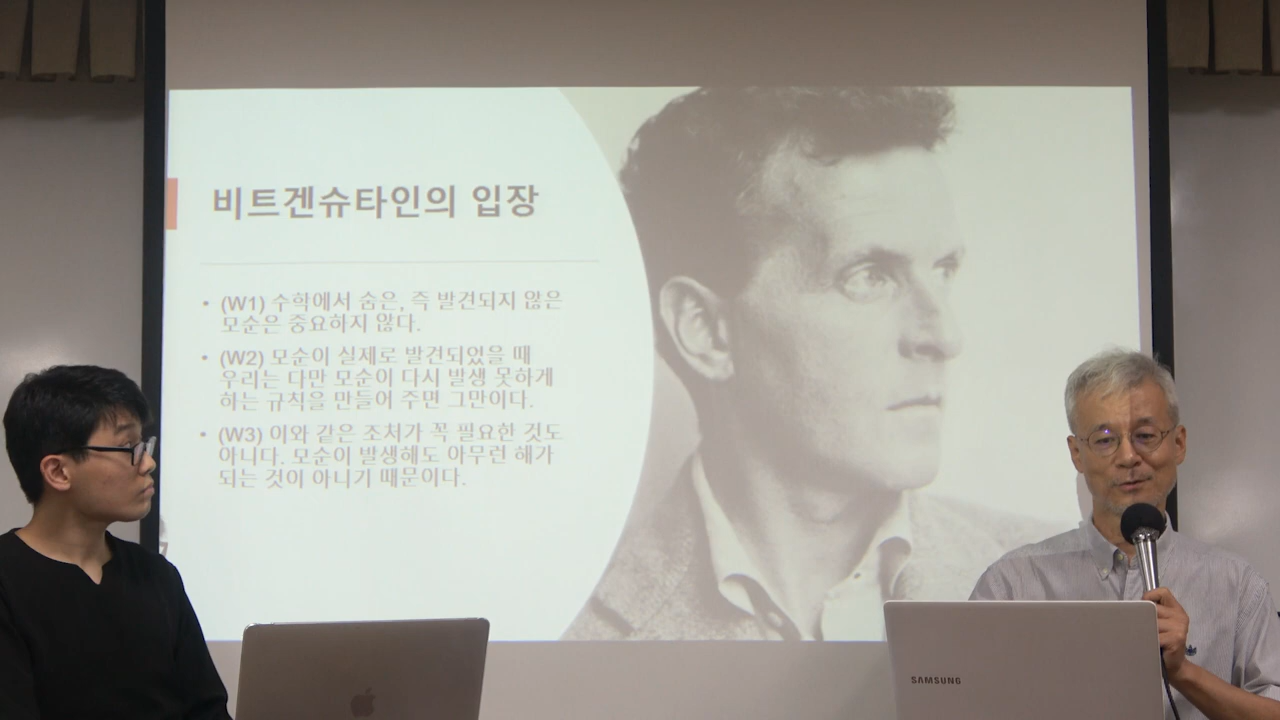 비트겐슈타인의 입장
• (W1) 수학에서 숨은, 즉 발견되지 않은
모순은 중요하지 않다.
• (W2) 모순이 실제로 발견되었을 때
우리는 다만 모순이 다시 발생 못하게
하는 규칙을 만들어 주면 그만이다.
• (W3) 이와 같은 조처가 꼭 필요한 것도
아니다. 모순이 발생해도 아무런 해가
되는 것이 아니기 때문이다.
SAMSUNG